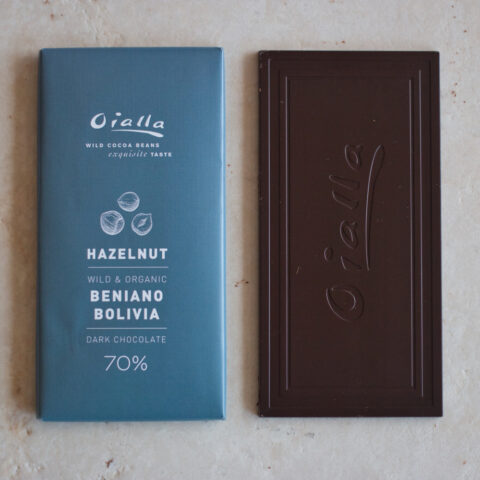 Oialla
WILD COCOA BEANS
exquisite TASTE
HAZELNUT
WILD & ORGANIC
BENIANO
BOLIVIA
DARK CHOCOLATE
70%
Oialla